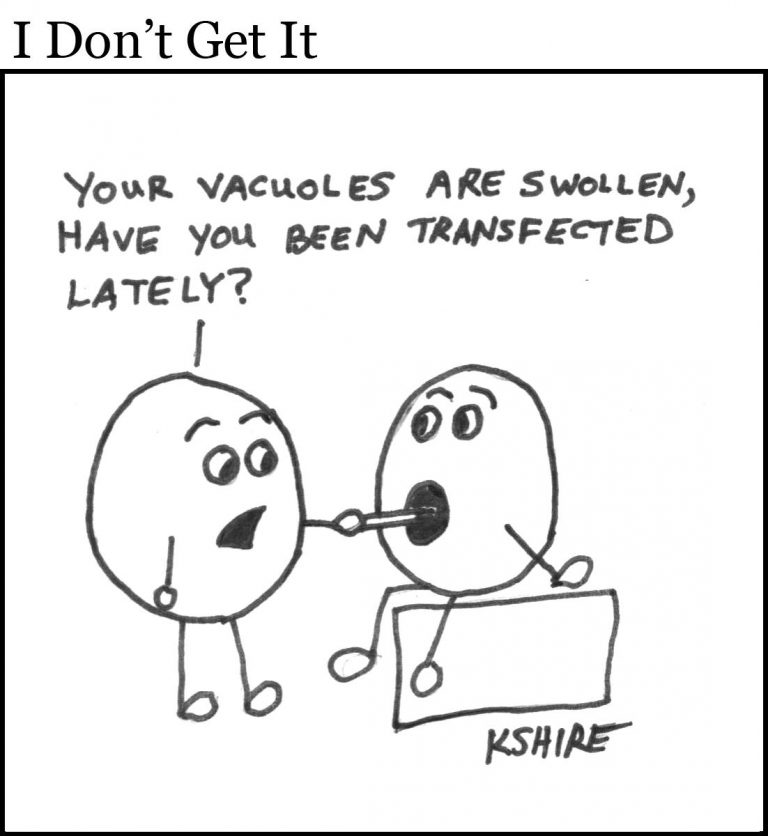 I Don't Get It
YOUR VACUOLES ARE SWOLLEN,
HAVE YOU BEEN TRANSFECTED
LATELY?
KSHIRE